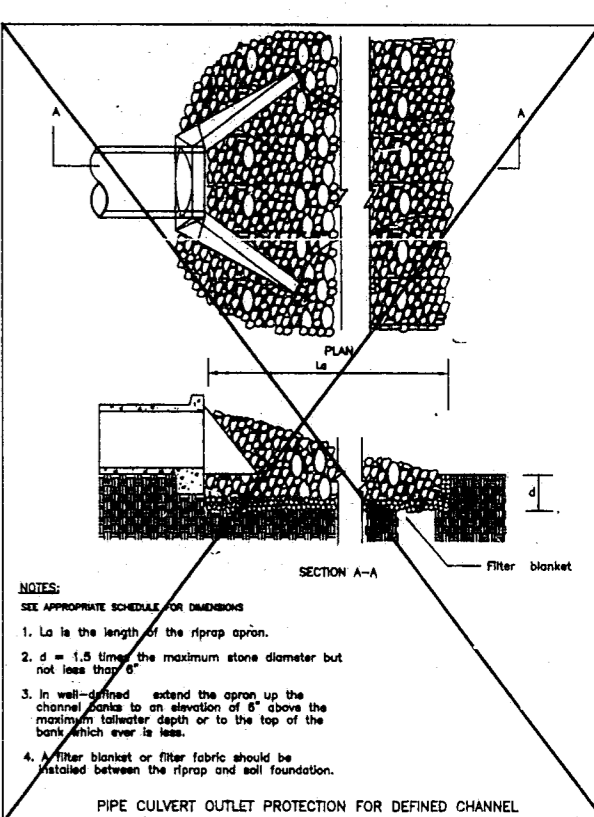 A
A
PLAN
La
d
SECTION A-A
Filter blanket
NOTES:
SEE APPROPRIATE SCHEDULE FOR DIMENSIONS
1. La is the length of the riprap apron.
2. d = 1.5 times the maximum stone diameter but
not less than 6"
3. In well-defined extend the apron up the
channel banks to an elevation of 6" above the
maximum tailwater depth or to the top of the
bank which ever is less.
4. A filter blanket or filter fabric should be
installed between the riprap and soil foundation.
PIPE CULVERT OUTLET PROTECTION FOR DEFINED CHANNEL